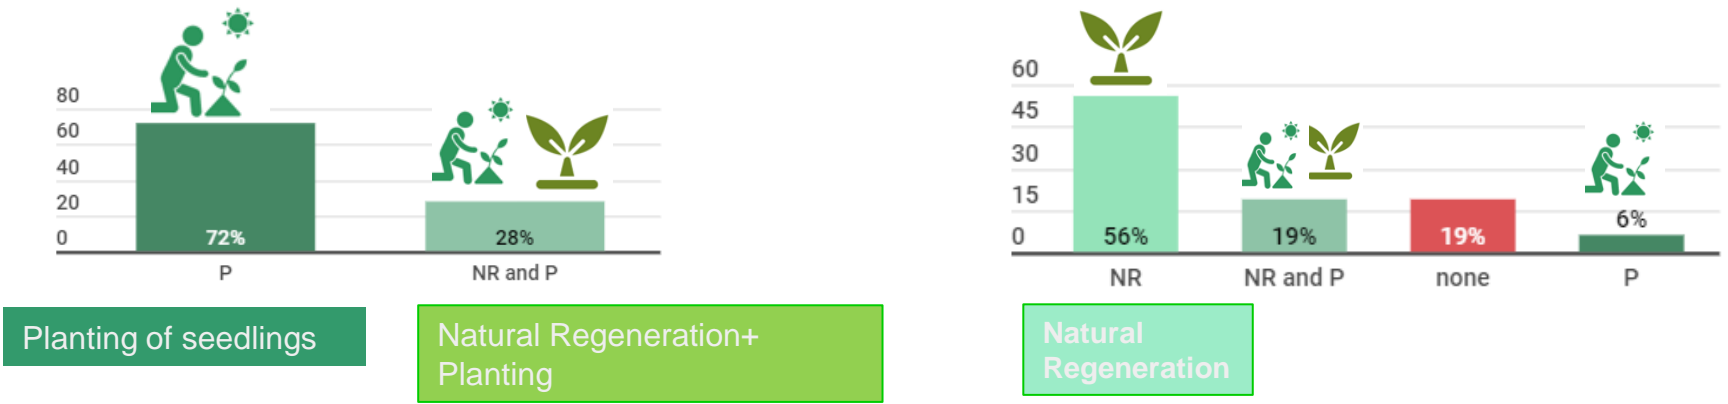 80
60
40
20
0
72%
28%
P
NR and P
Planting of seedlings
Natural Regeneration+
Planting
60
45
30
15
0
56%
19%
19%
6%
NR
NR and P
none
P
Natural
Regeneration